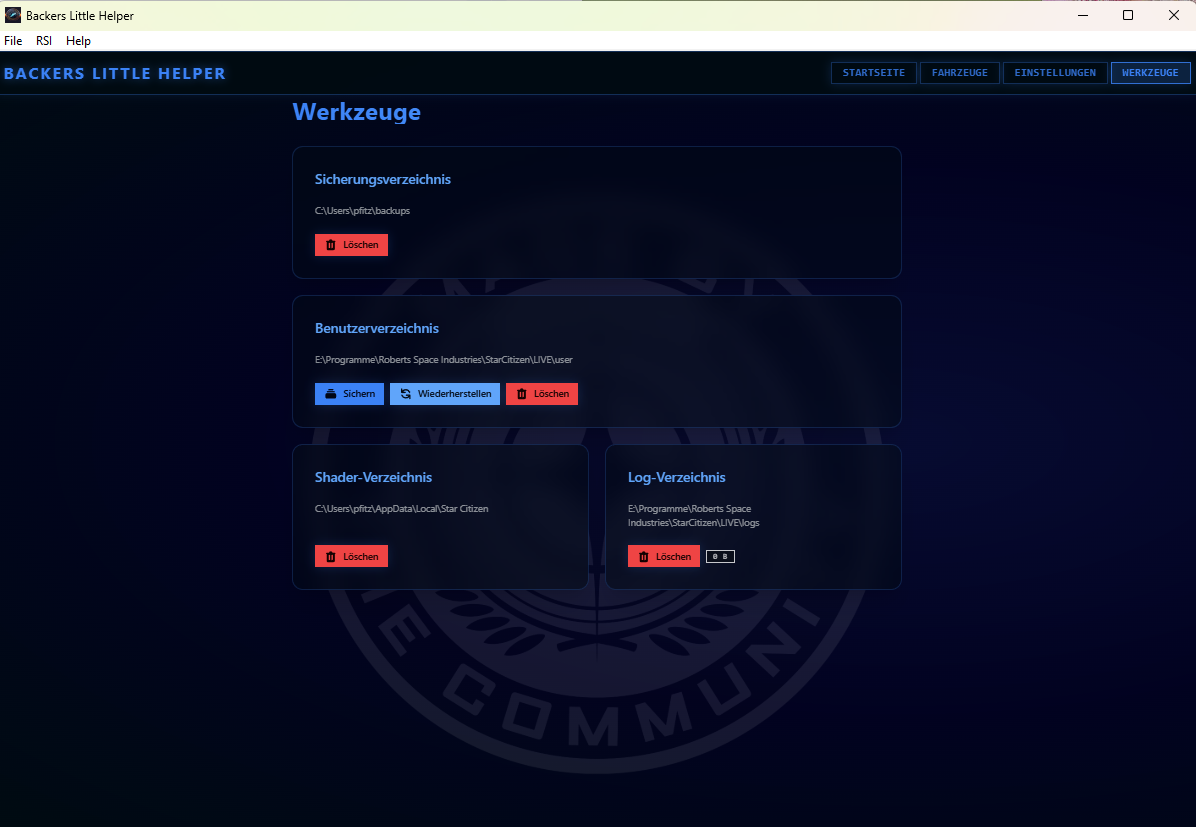 Backers Little Helper
File RSI Help
BACKERS LITTLE HELPER
STARTSEITE FAHRZEUGE EINSTELLUNGEN WERKZEUGE
Werkzeuge
Sicherungsverzeichnis
C:\Users\pfitz\backups
Löschen
Benutzerverzeichnis
E:\Programme\Roberts Space Industries\StarCitizen\LIVE\user
Sichern Wiederherstellen Löschen
Shader-Verzeichnis
C:\Users\pfitz\AppData\Local\Star Citizen
Löschen
Log-Verzeichnis
E:\Programme\Roberts Space
Industries\StarCitizen\LIVE\logs
Löschen 0 B